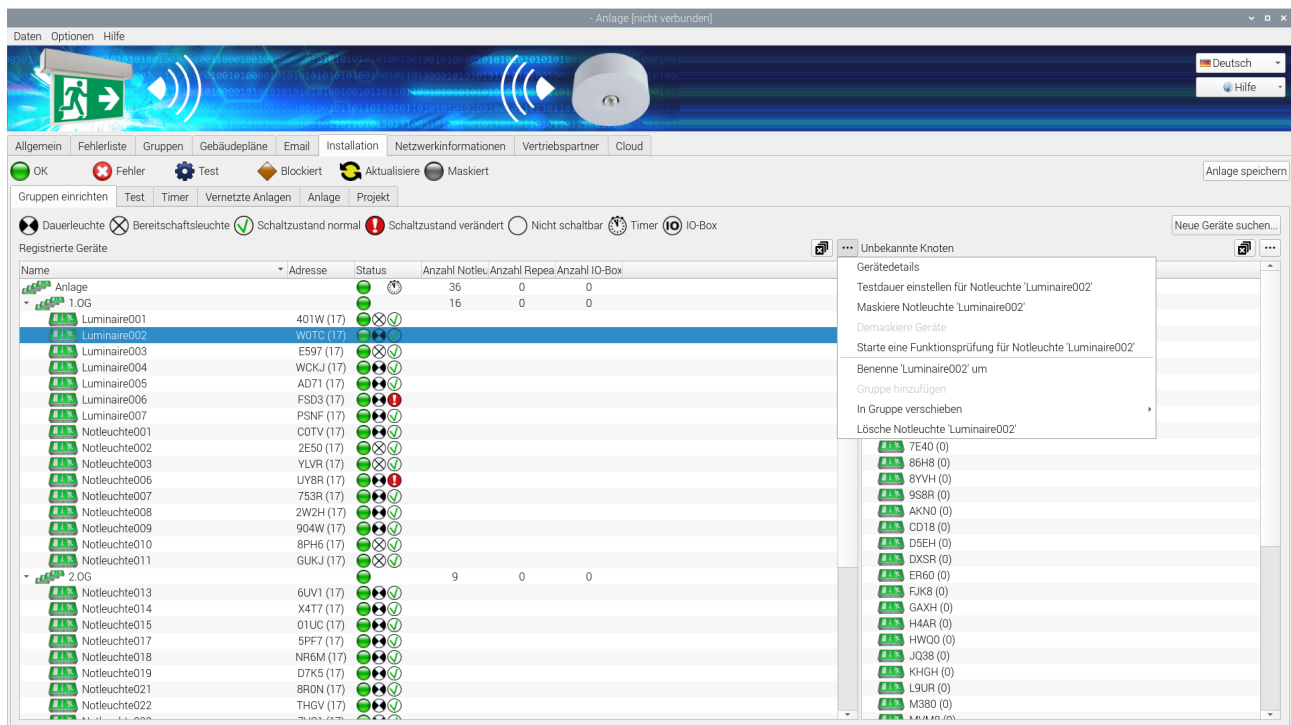 - Anlage [nicht verbunden]
Daten Optionen Hilfe
Deutsch
Hilfe
Allgemein Fehlerliste Gruppen Gebäudepläne Email Installation Netzwerkinformationen Vertriebspartner Cloud
OK Fehler Test Blockiert Aktualisiere Maskiert Anlage speichern
Gruppen einrichten Test Timer Vernetzte Anlagen Anlage Projekt
Dauerleuchte Bereitschaftsleuchte Schaltzustand normal Schaltzustand verändert Nicht schaltbar Timer IO IO-Box Neue Geräte suchen...
Registrierte Geräte ... Unbekannte Knoten ...
Name Adresse Status Anzahl Notleu Anzahl Repea Anzahl IO-Box
Anlage 36 0 0
1.OG 16 0 0
Luminaire001 401W (17)
Luminaire002 W0TC (17)
Luminaire003 E597 (17)
Luminaire004 WCKJ (17)
Luminaire005 AD71 (17)
Luminaire006 FSD3 (17)
Luminaire007 PSNF (17)
Notleuchte001 C0TV (17)
Notleuchte002 2E50 (17)
Notleuchte003 YLVR (17)
Notleuchte006 UY8R (17)
Notleuchte007 753R (17)
Notleuchte008 2W2H (17)
Notleuchte009 904W (17)
Notleuchte010 8PH6 (17)
Notleuchte011 GUKJ (17)
2.OG 9 0 0
Notleuchte013 6UV1 (17)
Notleuchte014 X4T7 (17)
Notleuchte015 01UC (17)
Notleuchte017 5PF7 (17)
Notleuchte018 NR6M (17)
Notleuchte019 D7K5 (17)
Notleuchte021 8R0N (17)
Notleuchte022 THGV (17)
Gerätedetails
Testdauer einstellen für Notleuchte 'Luminaire002'
Maskiere Notleuchte 'Luminaire002'
Demaskiere Geräte
Starte eine Funktionsprüfung für Notleuchte 'Luminaire002'
Benenne 'Luminaire002' um
Gruppe hinzufügen
In Gruppe verschieben
Lösche Notleuchte 'Luminaire002'
7E40 (0)
86H8 (0)
8YVH (0)
9S8R (0)
AKN0 (0)
CD18 (0)
D5EH (0)
DXSR (0)
ER60 (0)
FJK8 (0)
GAXH (0)
H4AR (0)
HWQ0 (0)
JQ38 (0)
KHGH (0)
L9UR (0)
M380 (0)